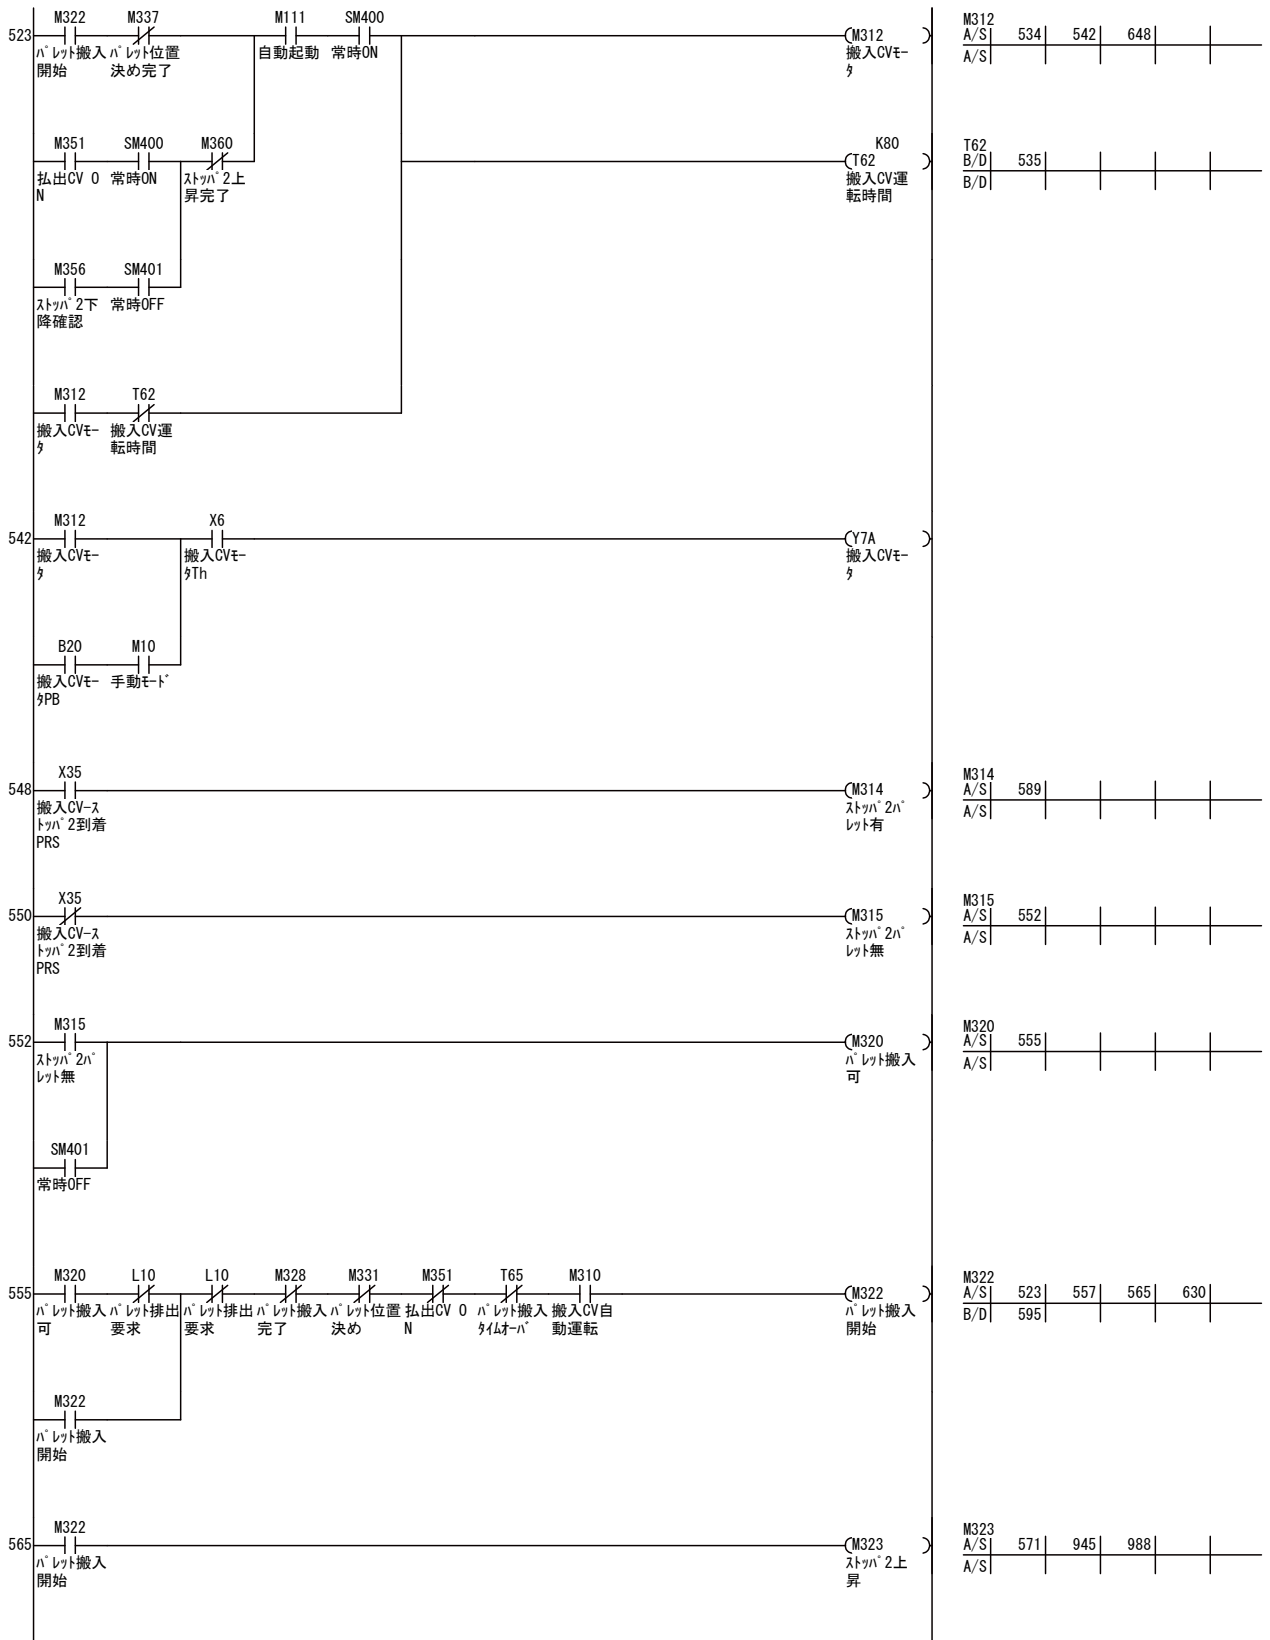 M322 M337 M111 SM400 M312
523 (M312 A/S 534 542 648
ﾊﾟﾚｯﾄ搬入 ﾊﾟﾚｯﾄ位置 自動起動 常時ON 搬入CVﾓｰ A/S
開始 決め完了 ﾀ
M351 SM400 M360 K80 T62
(T62 B/D 535
払出CV O 常時ON ｽﾄｯﾊﾟ2上 搬入CV運 B/D
N 昇完了 転時間
M356 SM401
ｽﾄｯﾊﾟ2下 常時OFF
降確認
M312 T62
搬入CVﾓｰ 搬入CV運
ﾀ 転時間
M312 X6
542 (Y7A
搬入CVﾓｰ 搬入CVﾓｰ 搬入CVﾓｰ
ﾀ ﾀTh ﾀ
B20 M10
搬入CVﾓｰ 手動ﾓｰﾄﾞ
ﾀPB
X35 M314
548 (M314 A/S 589
搬入CV-ｽ ｽﾄｯﾊﾟ2ﾊﾟ A/S
ﾄｯﾊﾟ2到着 ﾚｯﾄ有
PRS
X35 M315
550 (M315 A/S 552
搬入CV-ｽ ｽﾄｯﾊﾟ2ﾊﾟ A/S
ﾄｯﾊﾟ2到着 ﾚｯﾄ無
PRS
M315 M320
552 (M320 A/S 555
ｽﾄｯﾊﾟ2ﾊﾟ ﾊﾟﾚｯﾄ搬入 A/S
ﾚｯﾄ無 可
SM401
常時OFF
M320 L10 L10 M328 M331 M351 T65 M310 M322
555 (M322 A/S 523 557 565 630
ﾊﾟﾚｯﾄ搬入 ﾊﾟﾚｯﾄ排出 ﾊﾟﾚｯﾄ排出 ﾊﾟﾚｯﾄ搬入 ﾊﾟﾚｯﾄ位置 払出CV O ﾊﾟﾚｯﾄ搬入 搬入CV自 ﾊﾟﾚｯﾄ搬入 B/D 595
可 要求 要求 完了 決め N ﾀｲﾑｵｰﾊﾞ 動運転 開始
M322
ﾊﾟﾚｯﾄ搬入
開始
M322 M323
565 (M323 A/S 571 945 988
ﾊﾟﾚｯﾄ搬入 ｽﾄｯﾊﾟ2上 A/S
開始 昇